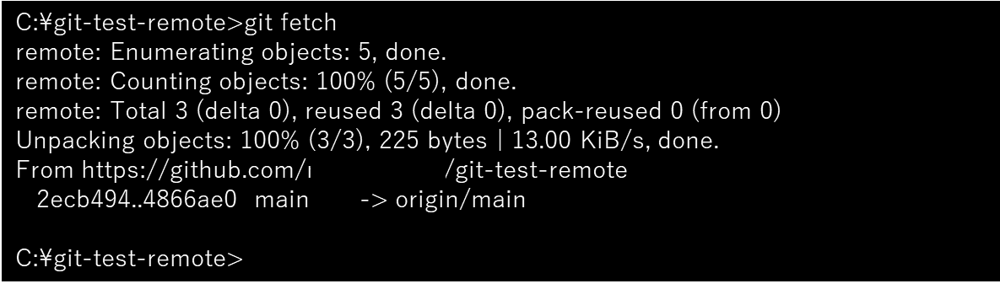 C:¥git-test-remote>git fetch
remote: Enumerating objects: 5, done.
remote: Counting objects: 100% (5/5), done.
remote: Total 3 (delta 0), reused 3 (delta 0), pack-reused 0 (from 0)
Unpacking objects: 100% (3/3), 225 bytes | 13.00 KiB/s, done.
From https://github.com/ /git-test-remote
2ecb494..4866ae0 main -> origin/main
C:¥git-test-remote>